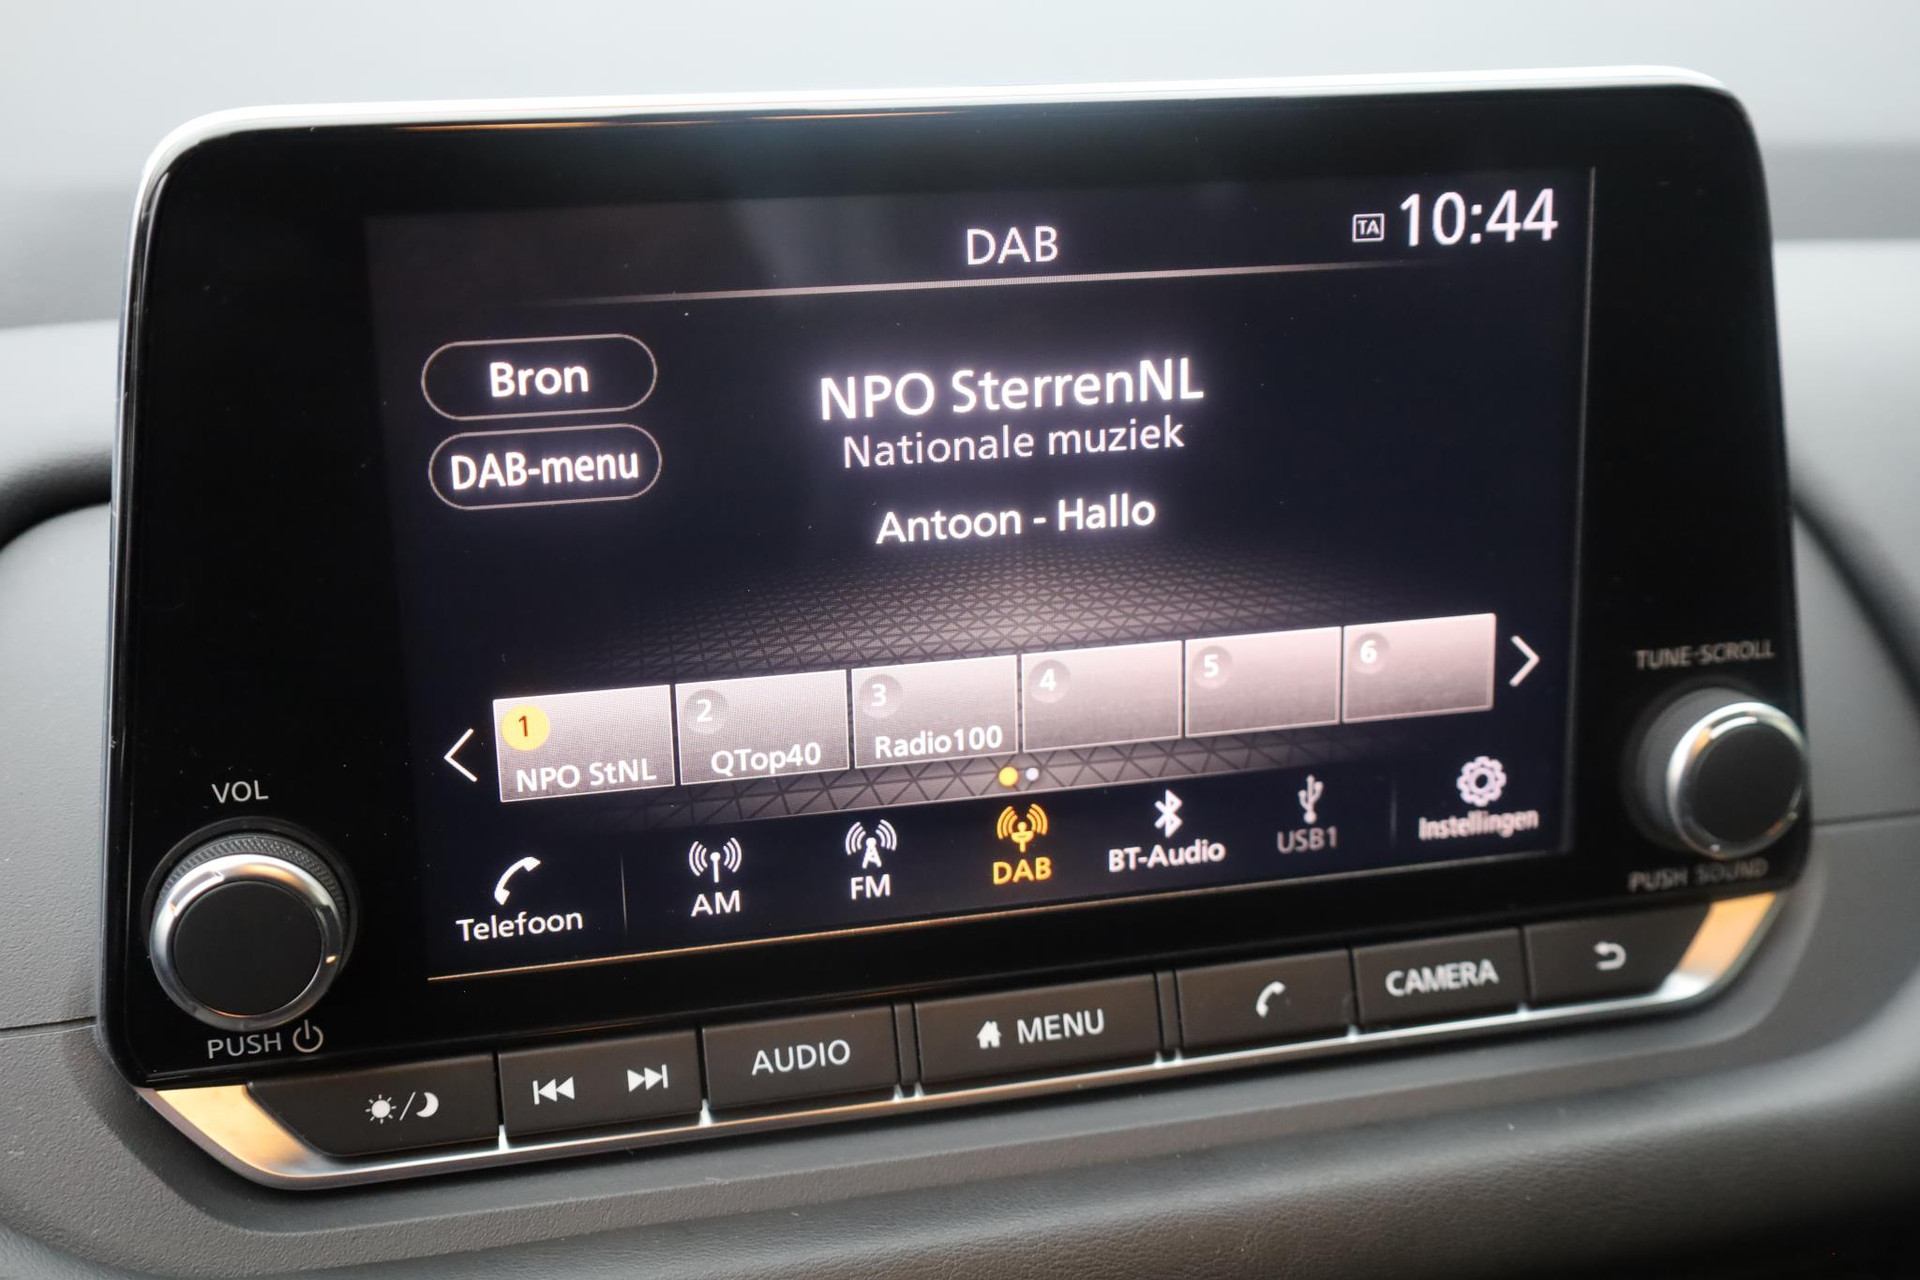 DAB
TA 10:44
Bron
NPO SterrenNL
Nationale muziek
DAB-menu
Antoon - Hallo
1
NPO StNL
2
QTop40
3
Radio100
4
5
6
Telefoon
AM
FM
DAB
BT-Audio
USB1
Instellingen
VOL
PUSH
TUNE·SCROLL
PUSH SOUND
AUDIO
MENU
CAMERA